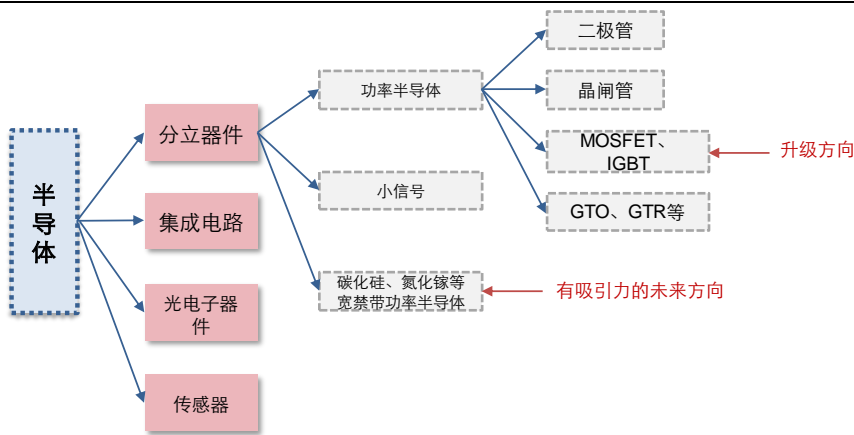 半
导
体
分立器件
集成电路
光电子器
件
传感器
功率半导体
小信号
碳化硅、氮化镓等
宽禁带功率半导体
二极管
晶闸管
MOSFET、
IGBT
GTO、GTR等
升级方向
有吸引力的未来方向